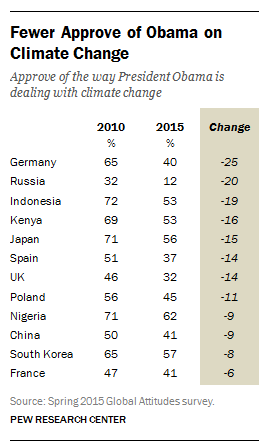 Fewer Approve of Obama on
Climate Change
Approve of the way President Obama is
dealing with climate change
2010 2015 Change
% %
Germany 65 40 -25
Russia 32 12 -20
Indonesia 72 53 -19
Kenya 69 53 -16
Japan 71 56 -15
Spain 51 37 -14
UK 46 32 -14
Poland 56 45 -11
Nigeria 71 62 -9
China 50 41 -9
South Korea 65 57 -8
France 47 41 -6
Source: Spring 2015 Global Attitudes survey.
PEW RESEARCH CENTER